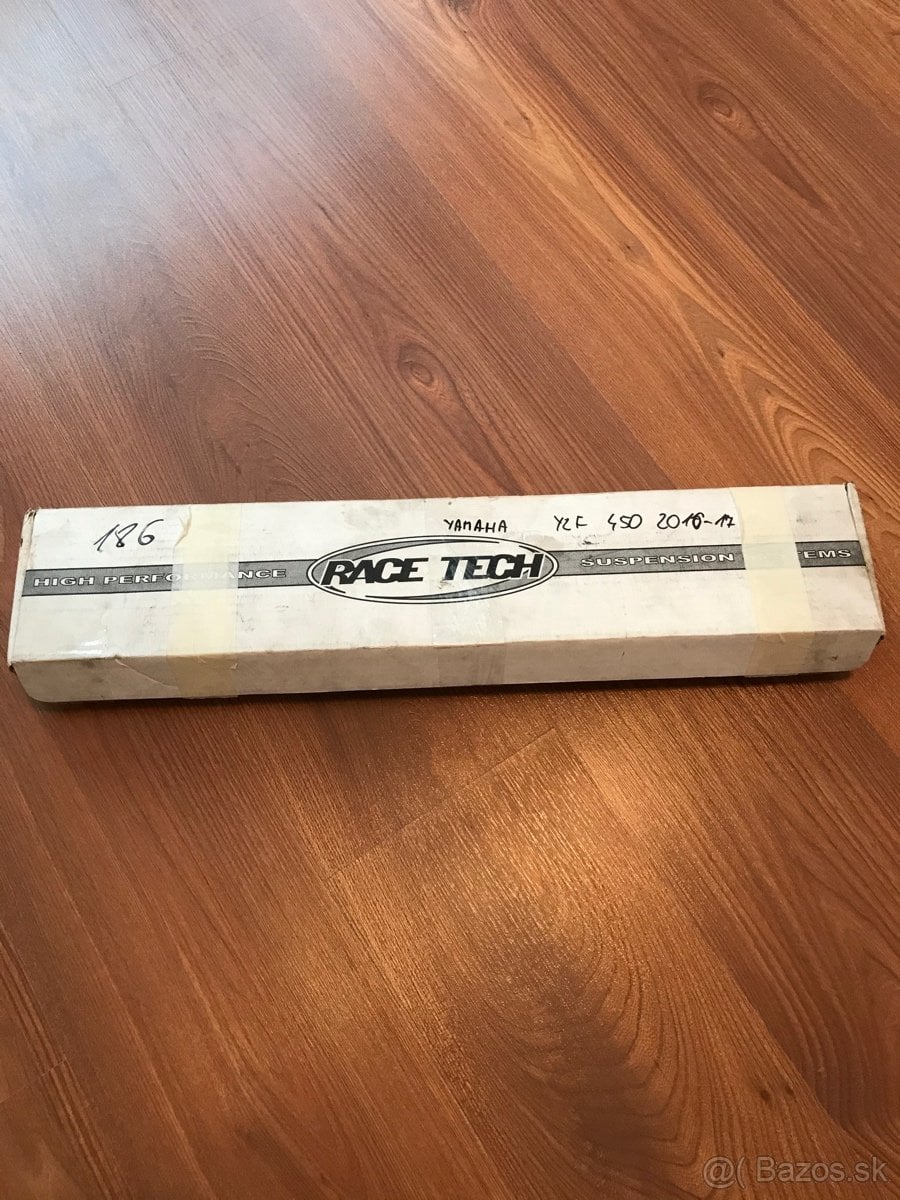 186
YAMAHA YZF 450 2016-17
HIGH PERFORMANCE RACE TECH SUSPENSION EMS
@( Bazos.sk